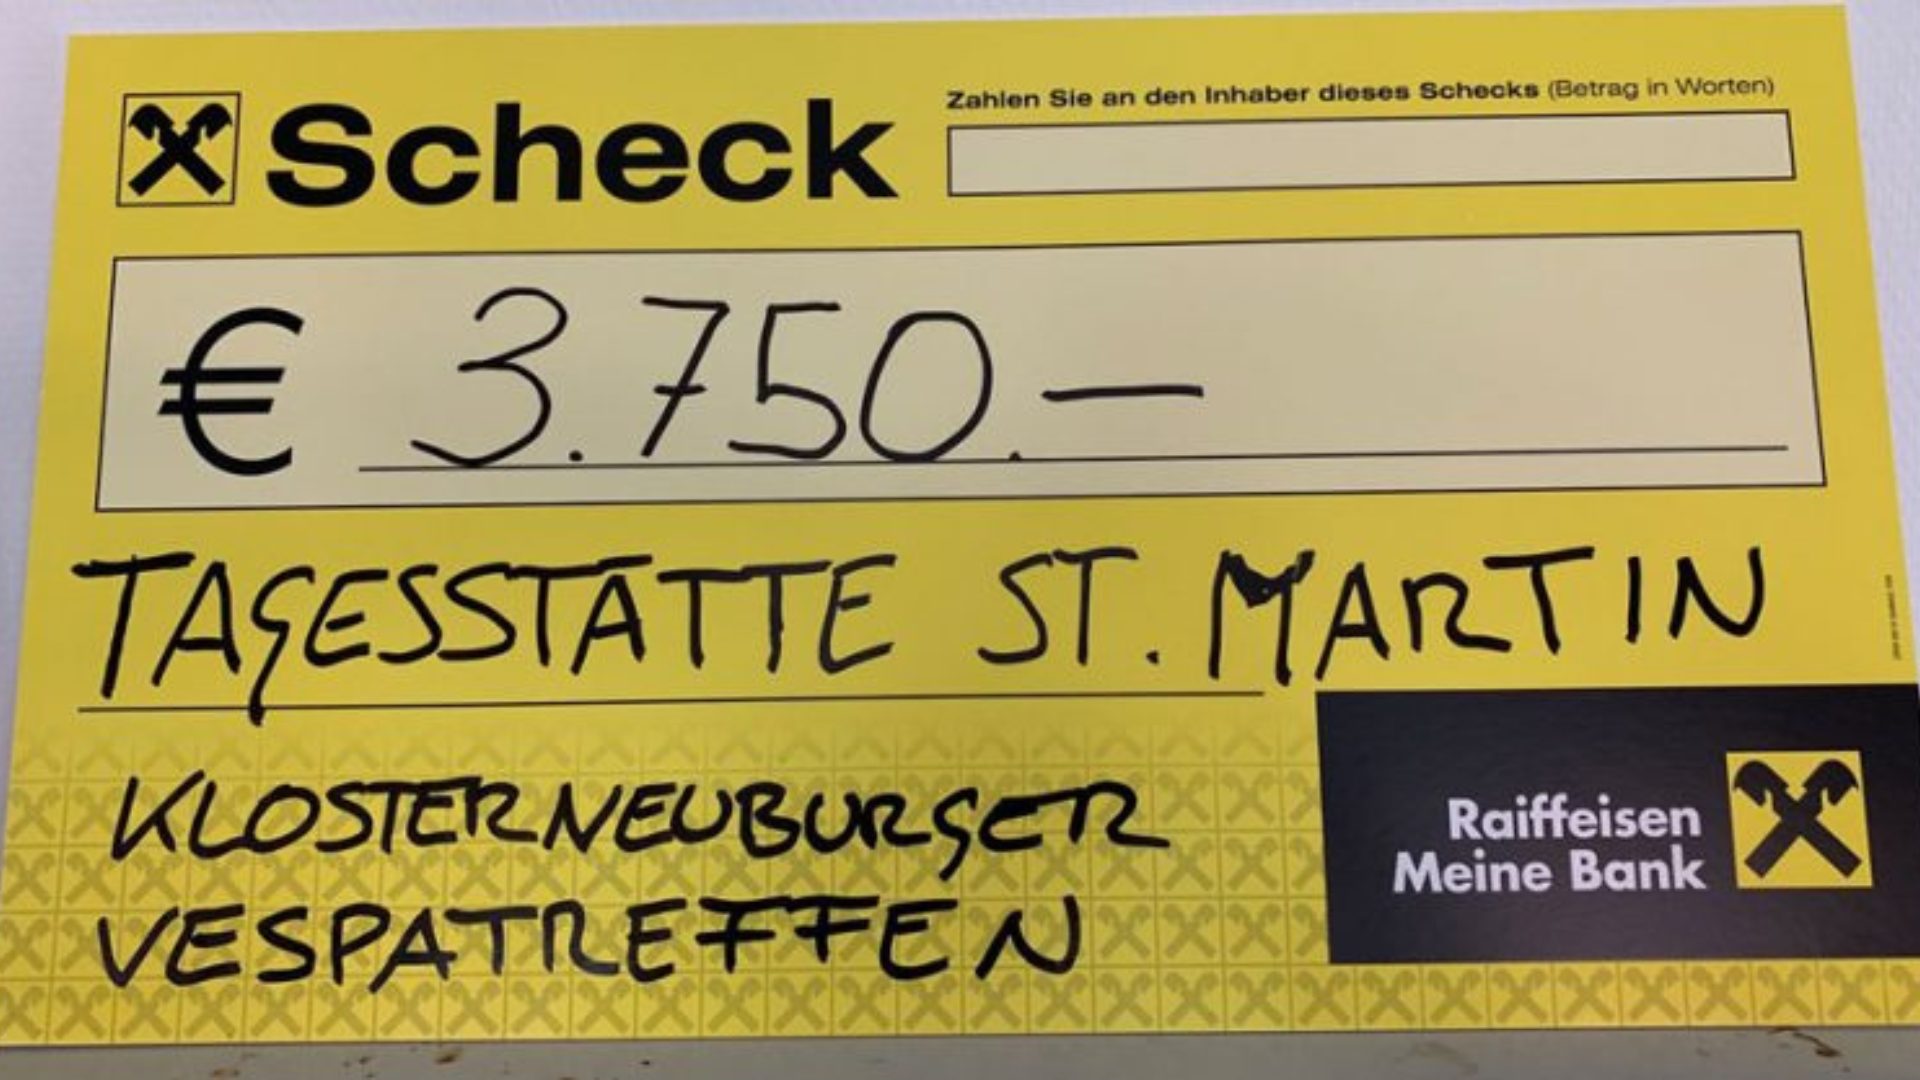 Scheck
Zahlen Sie an den Inhaber dieses Schecks (Betrag in Worten)
€ 3.750.—
TAGESSTATTE ST. MARTIN
KLOSTERNEUBURGER
VESPATREFFEN
Raiffeisen
Meine Bank